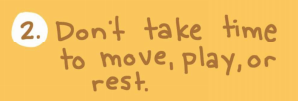 2. Don't take time
to move, play, or
rest.